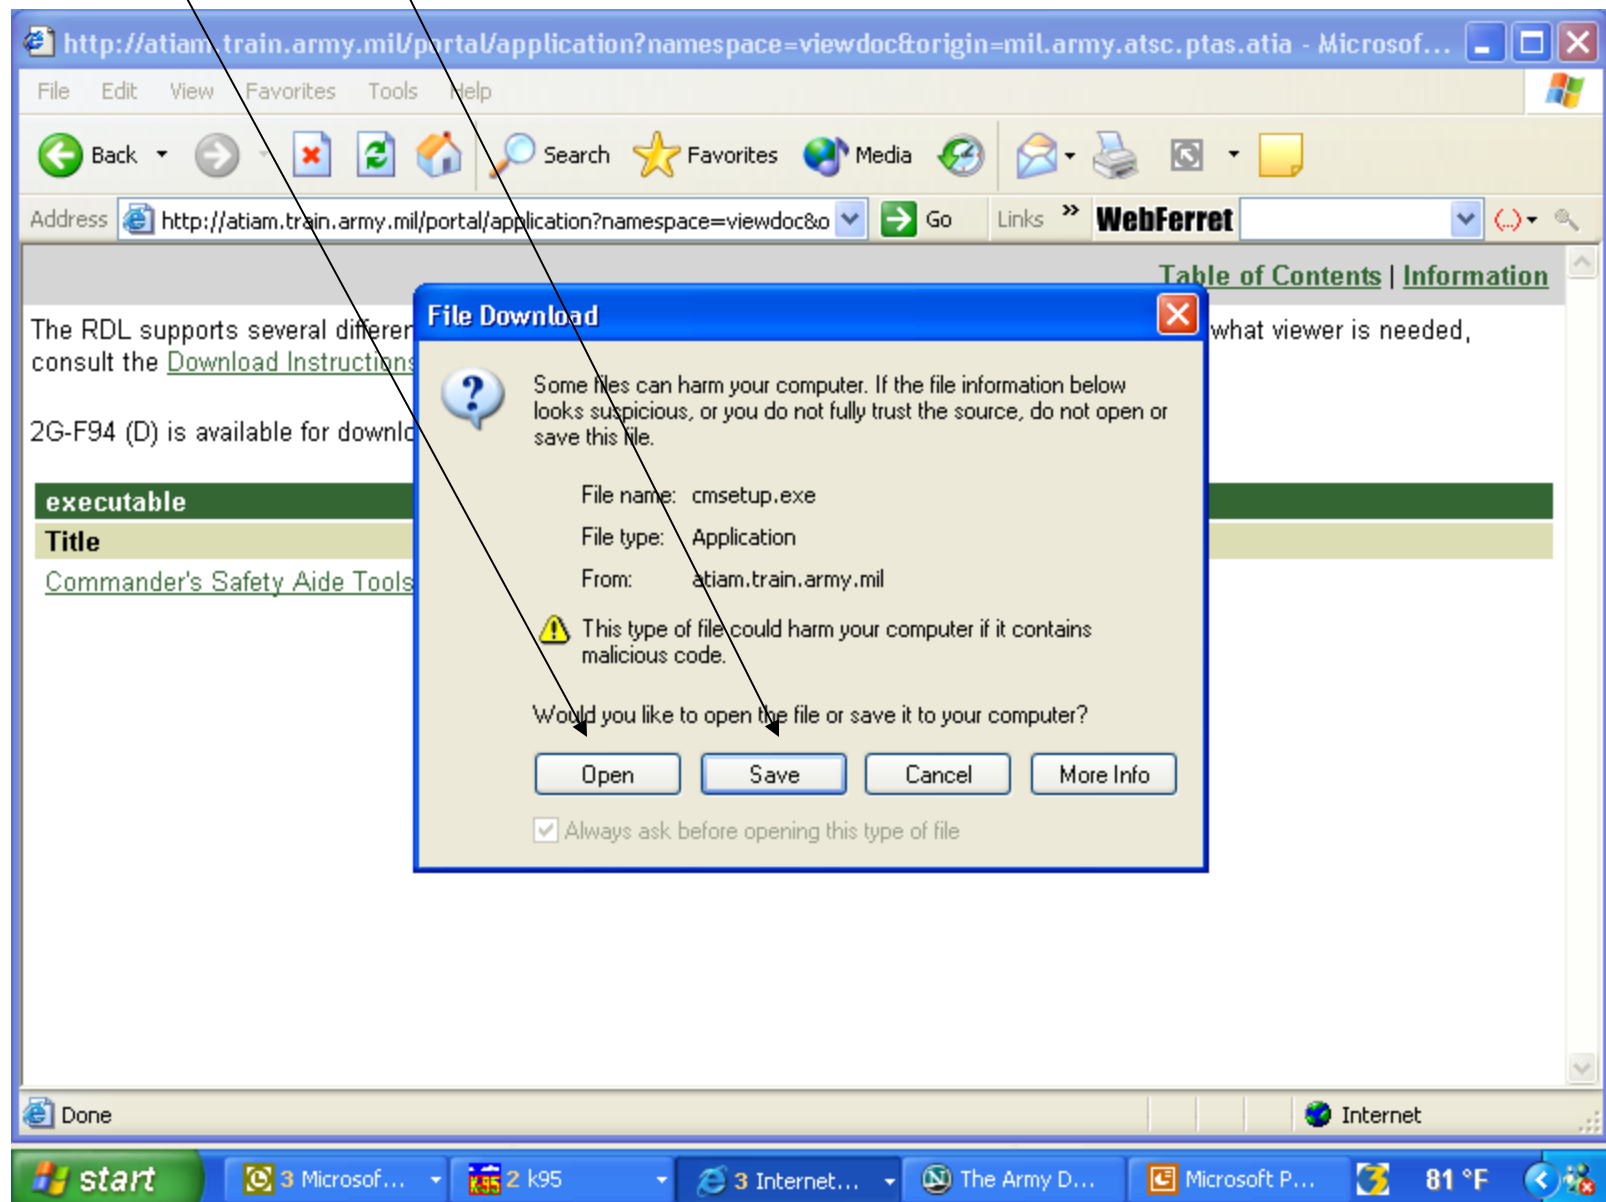 http://atiam.train.army.mil/portal/application?namespace=viewdoc&origin=mil.army.atsc.ptas.atia - Microsof...
File Edit View Favorites Tools Help
Back Search Favorites Media
Address http://atiam.train.army.mil/portal/application?namespace=viewdoc&o Go Links » WebFerret (..)
Table of Contents | Information
The RDL supports several differen
what viewer is needed,
consult the Download Instructions
2G-F94 (D) is available for downlo
executable
Title
Commander's Safety Aide Tools
File Download
Some files can harm your computer. If the file information below
looks suspicious, or you do not fully trust the source, do not open or
save this file.
File name: cmsetup.exe
File type: Application
From: atiam.train.army.mil
This type of file could harm your computer if it contains
malicious code.
Would you like to open the file or save it to your computer?
Open Save Cancel More Info
Always ask before opening this type of file
Done Internet
start 3 Microsof... K95 2 k95 3 Internet... The Army D... Microsoft P... 81 °F